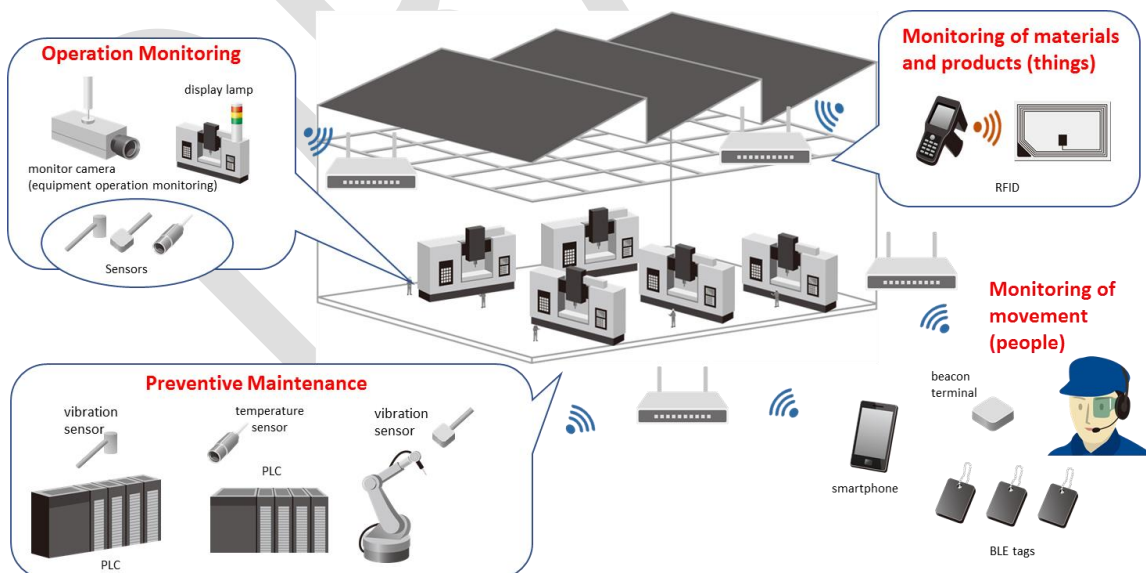 Operation Monitoring
display lamp
monitor camera
(equipment operation monitoring)
Sensors
Monitoring of materials
and products (things)
RFID
Monitoring of
movement
(people)
beacon
terminal
smartphone
BLE tags
Preventive Maintenance
vibration
sensor
temperature
sensor
vibration
sensor
PLC
PLC